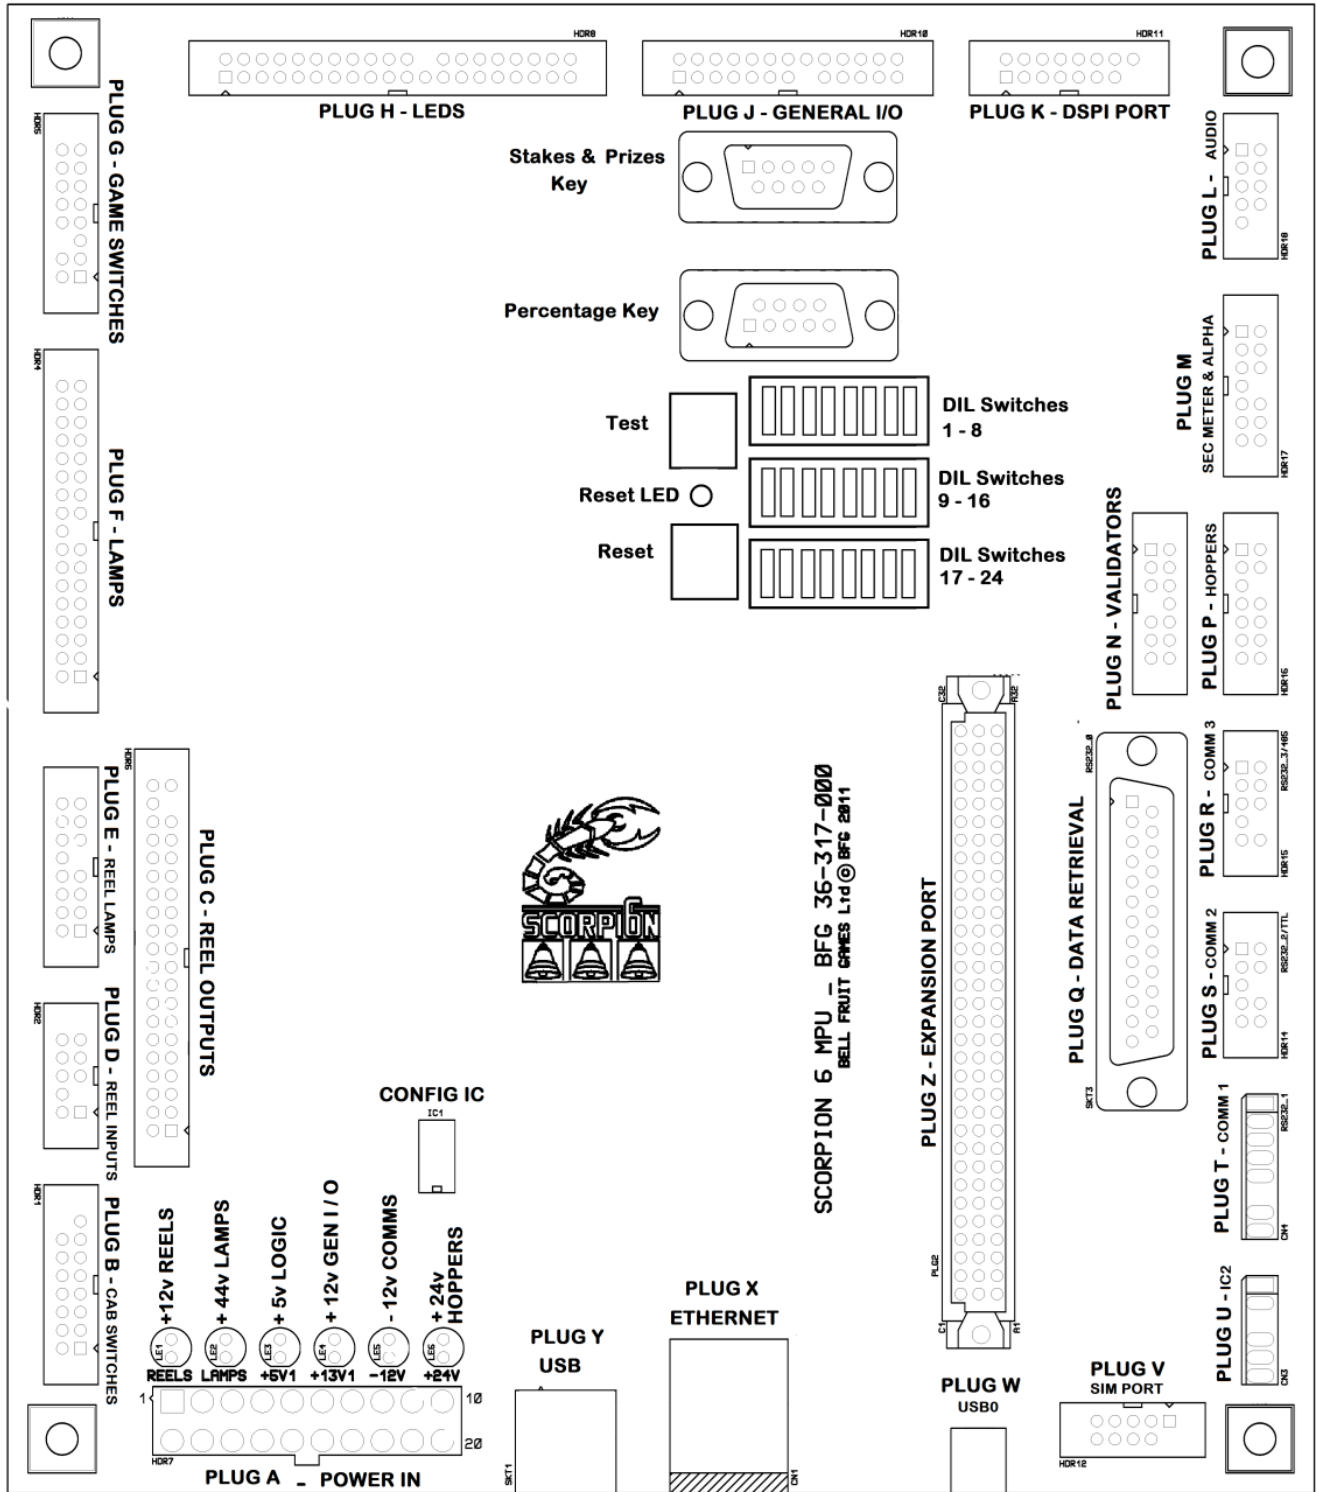 HDR8
HDR10
HDR11
PLUG H - LEDS
PLUG J - GENERAL I/O
PLUG K - DSPI PORT
HDR5
PLUG G - GAME SWITCHES
Stakes & Prizes
Key
PLUG L - AUDIO
HDR18
Percentage Key
HDR4
PLUG F - LAMPS
Test
DIL Switches
1 - 8
Reset LED
DIL Switches
9 - 16
Reset
DIL Switches
17 - 24
PLUG M
SEC METER & ALPHA
HDR17
PLUG N - VALIDATORS
PLUG P - HOPPERS
HDR16
C32
A32
HDR6
PLUG E - REEL LAMPS
PLUG C - REEL OUTPUTS
SCORPI6N
SCORPION 6 MPU - BFG 36-317-000
BELL FRUIT GAMES Ltd © BFG 2011
PLUG Z - EXPANSION PORT
RS232_0
PLUG Q - DATA RETRIEVAL
SKT3
PLUG R - COMM 3
RS232_3/485
HDR15
PLUG S - COMM 2
RS232_2/TTL
HDR14
HDR2
PLUG D - REEL INPUTS
CONFIG IC
IC1
PLUG T - COMM 1
RS232_1
CN4
HDR1
PLUG B - CAB SWITCHES
+12v REELS
+ 44v LAMPS
+ 5v LOGIC
+ 12v GEN I / O
- 12v COMMS
+ 24v
HOPPERS
LE1
LE2
LE3
LE4
LE5
LE6
REELS LAMPS +5V1 +13V1 -12V +24V
1
10
20
HDR7
PLUG A - POWER IN
PLUG Y
USB
SKT1
PLUG X
ETHERNET
CN1
PLG2
C1
A1
PLUG W
USB0
PLUG U - IC2
CN3
PLUG V
SIM PORT
HDR12